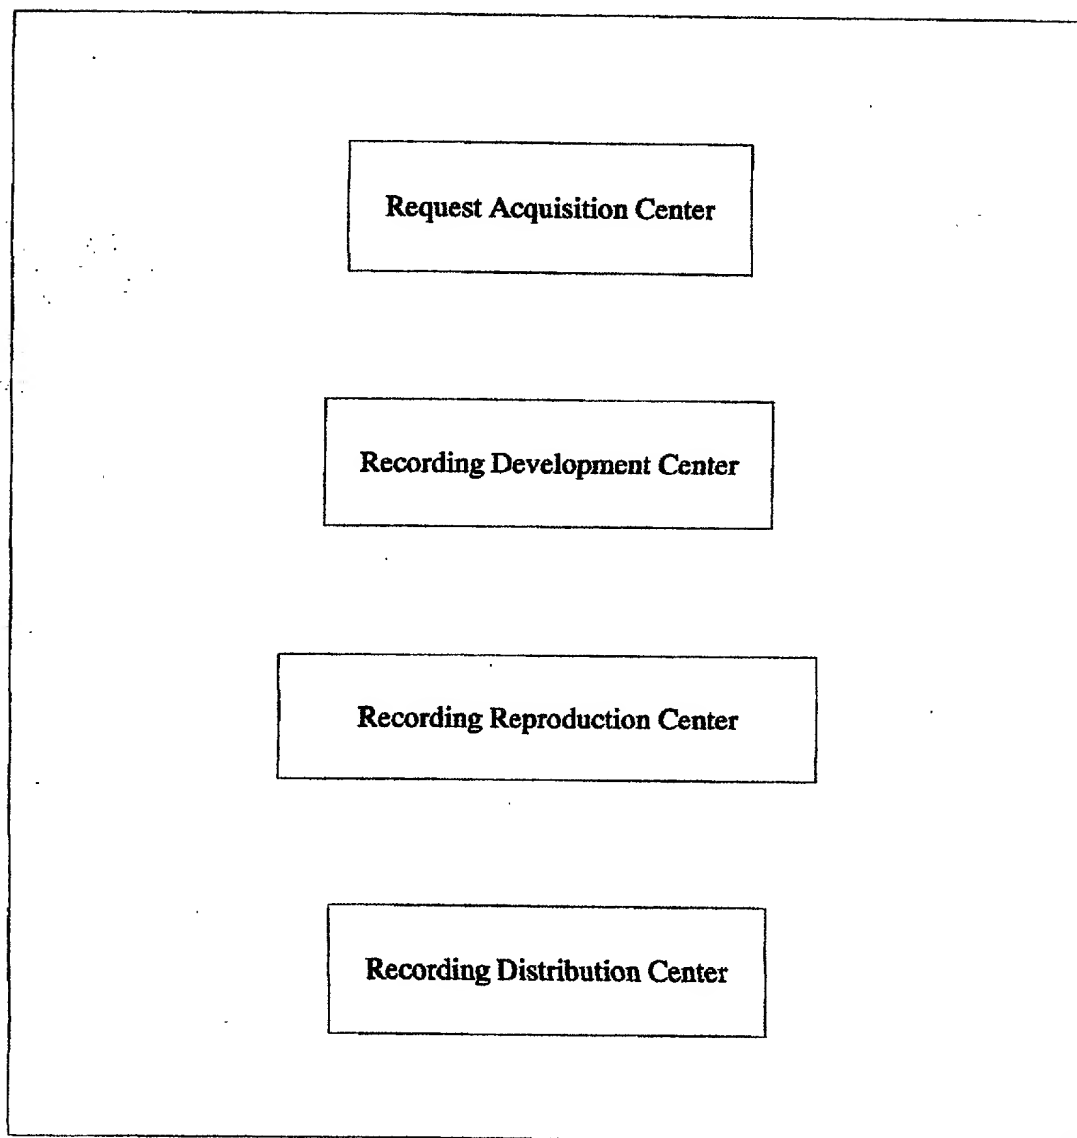 Request Acquisition Center
Recording Development Center
Recording Reproduction Center
Recording Distribution Center